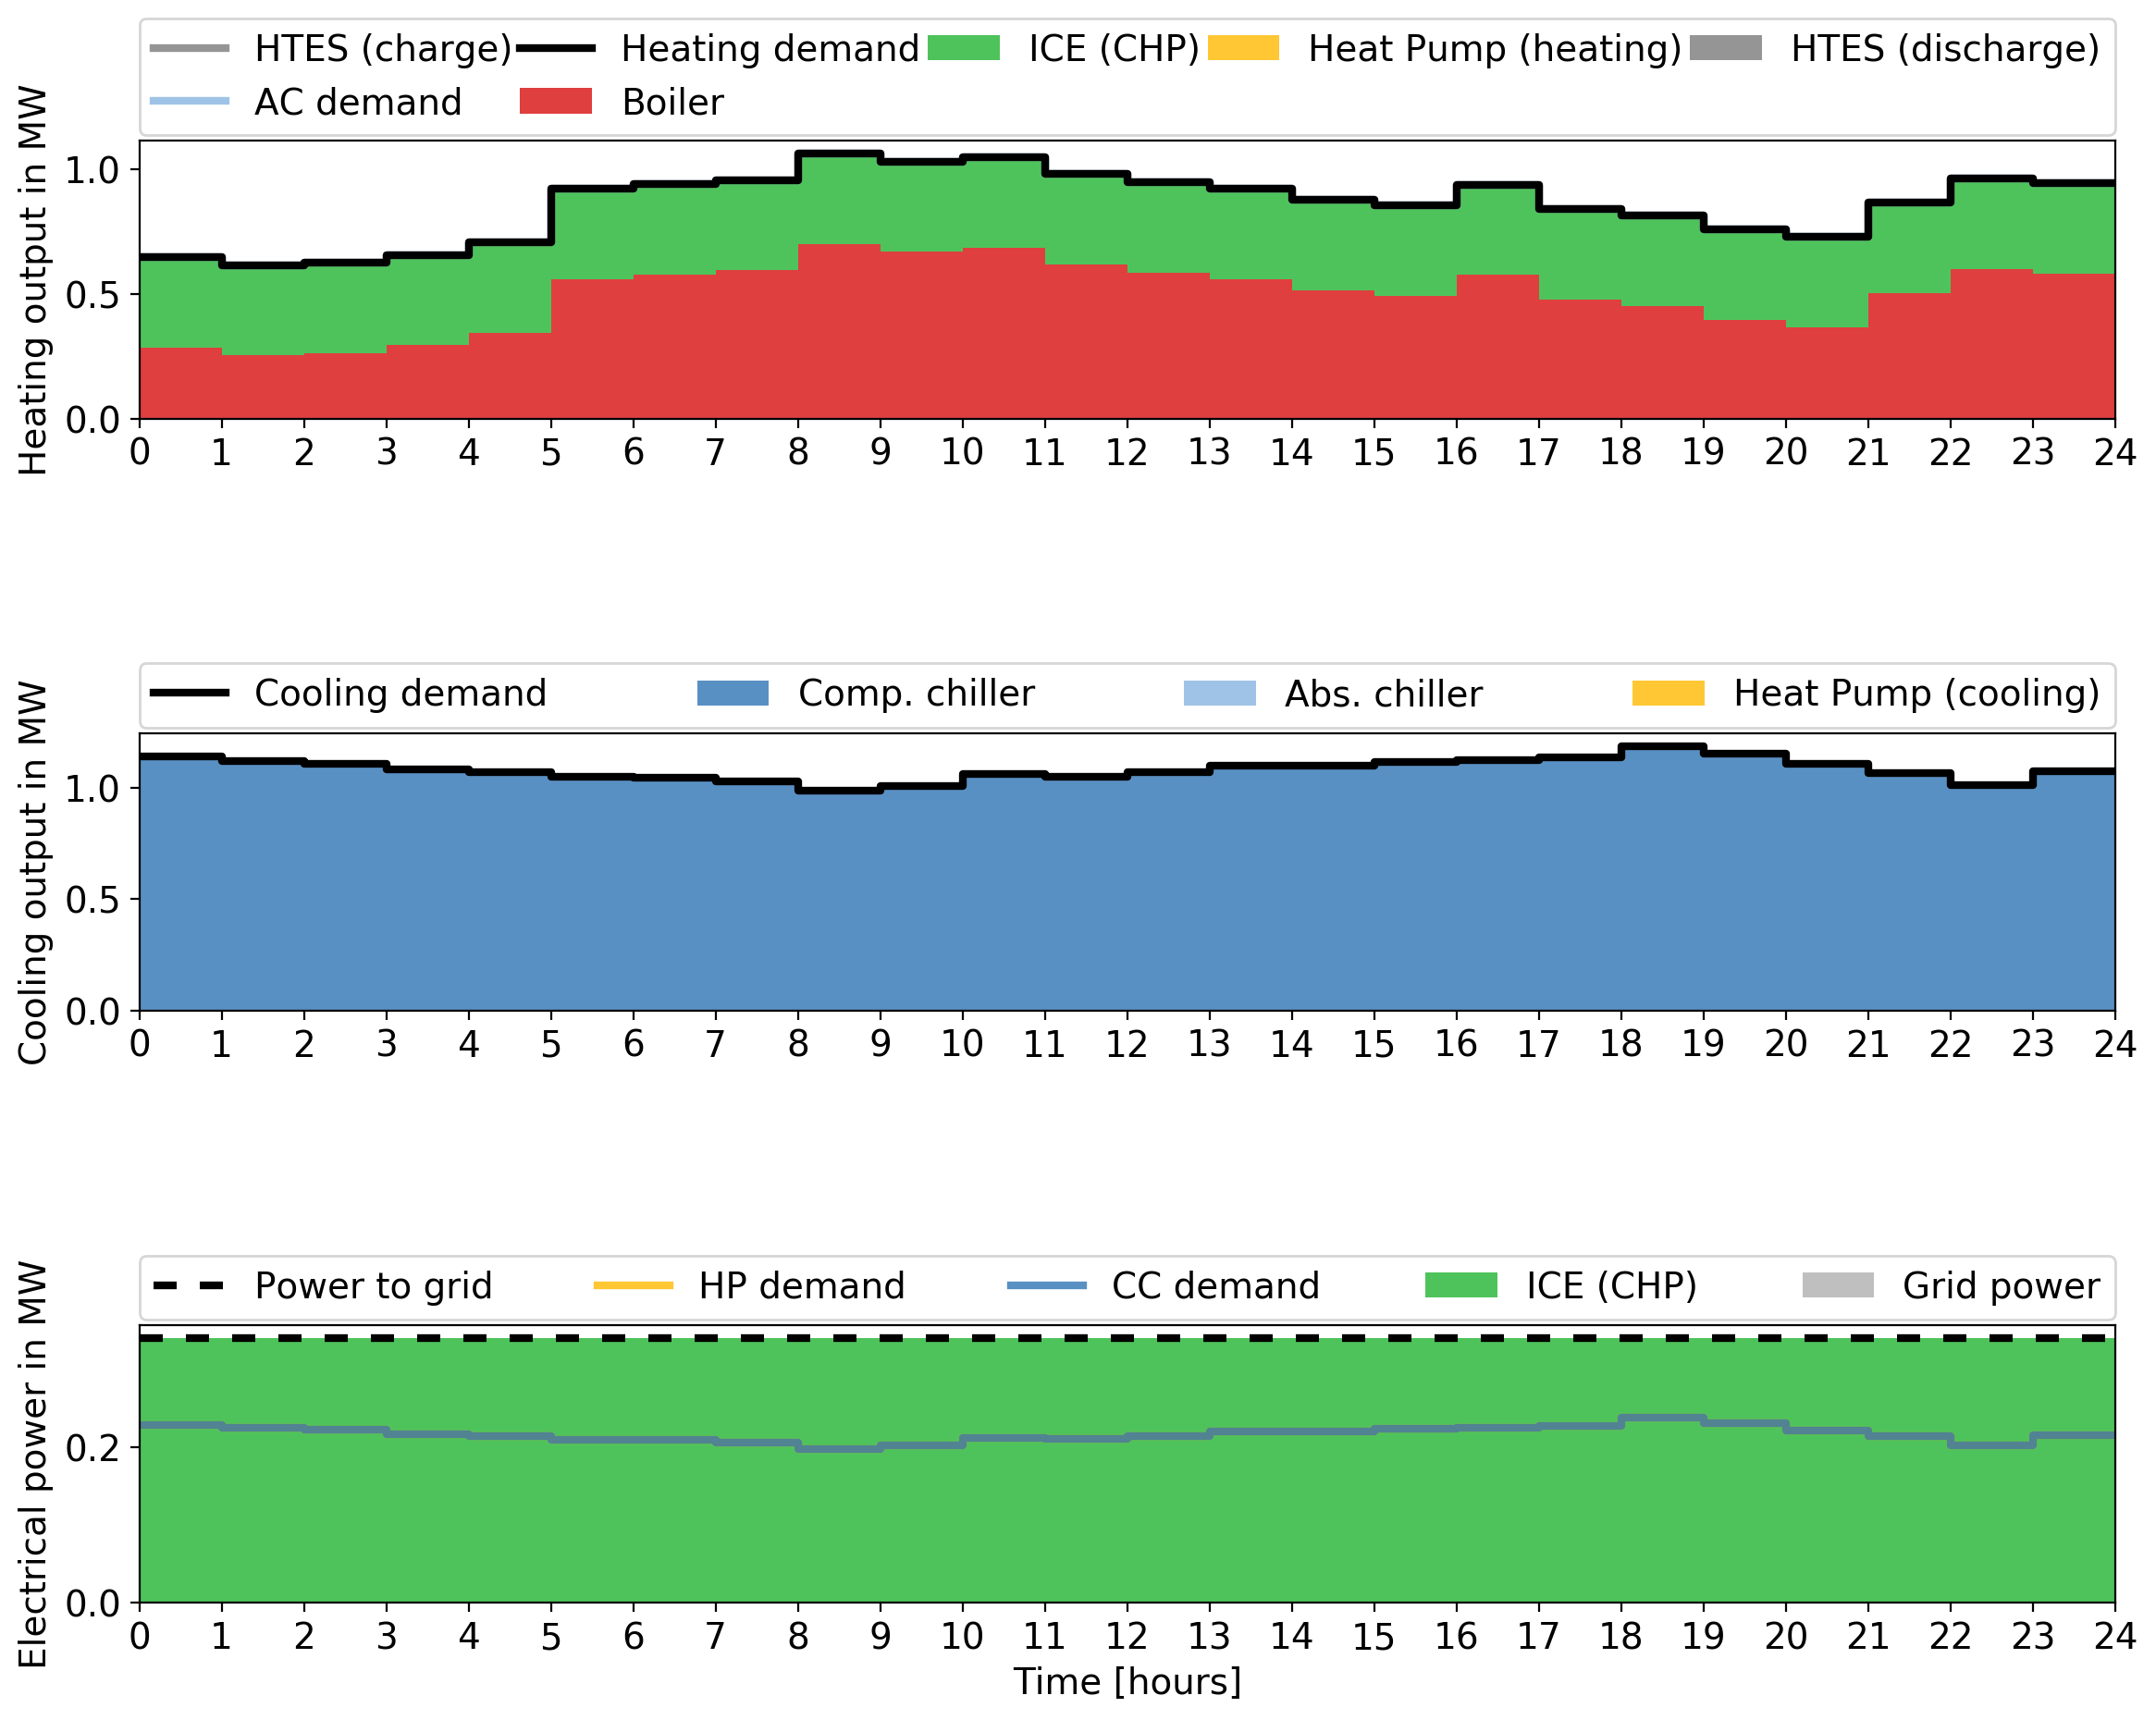 HTES (charge) Heating demand ICE (CHP) Heat Pump (heating) HTES (discharge)
AC demand Boiler
Heating output in MW
1.0
0.5
0.0
0 1 2 3 4 5 6 7 8 9 10 11 12 13 14 15 16 17 18 19 20 21 22 23 24
Cooling demand Comp. chiller Abs. chiller Heat Pump (cooling)
Cooling output in MW
1.0
0.5
0.0
0 1 2 3 4 5 6 7 8 9 10 11 12 13 14 15 16 17 18 19 20 21 22 23 24
Power to grid HP demand CC demand ICE (CHP) Grid power
Electrical power in MW
0.2
0.0
0 1 2 3 4 5 6 7 8 9 10 11 12 13 14 15 16 17 18 19 20 21 22 23 24
Time [hours]